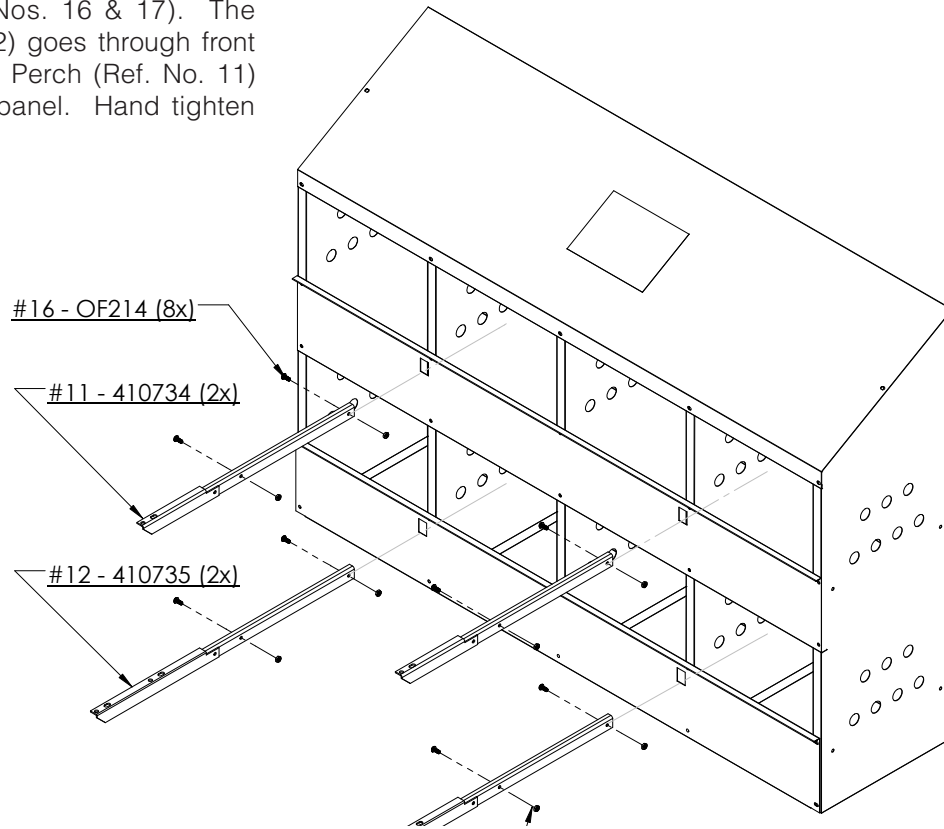 Nos. 16 & 17). The
2) goes through front
Perch (Ref. No. 11)
panel. Hand tighten
#16 - OF214 (8x)
#11 - 410734 (2x)
#12 - 410735 (2x)